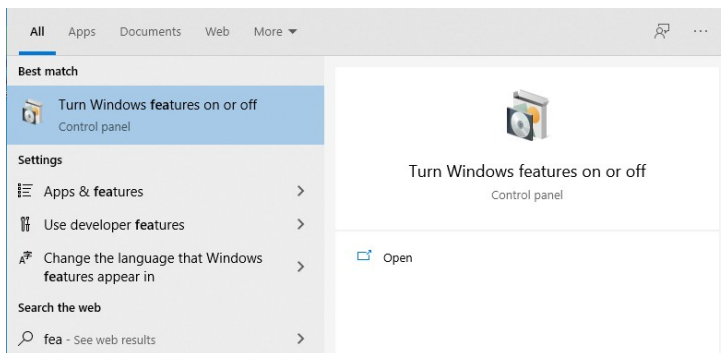 All Apps Documents Web More
Best match
Turn Windows features on or off
Control panel
Settings
Apps & features
Use developer features
Change the language that Windows
features appear in
Search the web
fea - See web results
Turn Windows features on or off
Control panel
Open